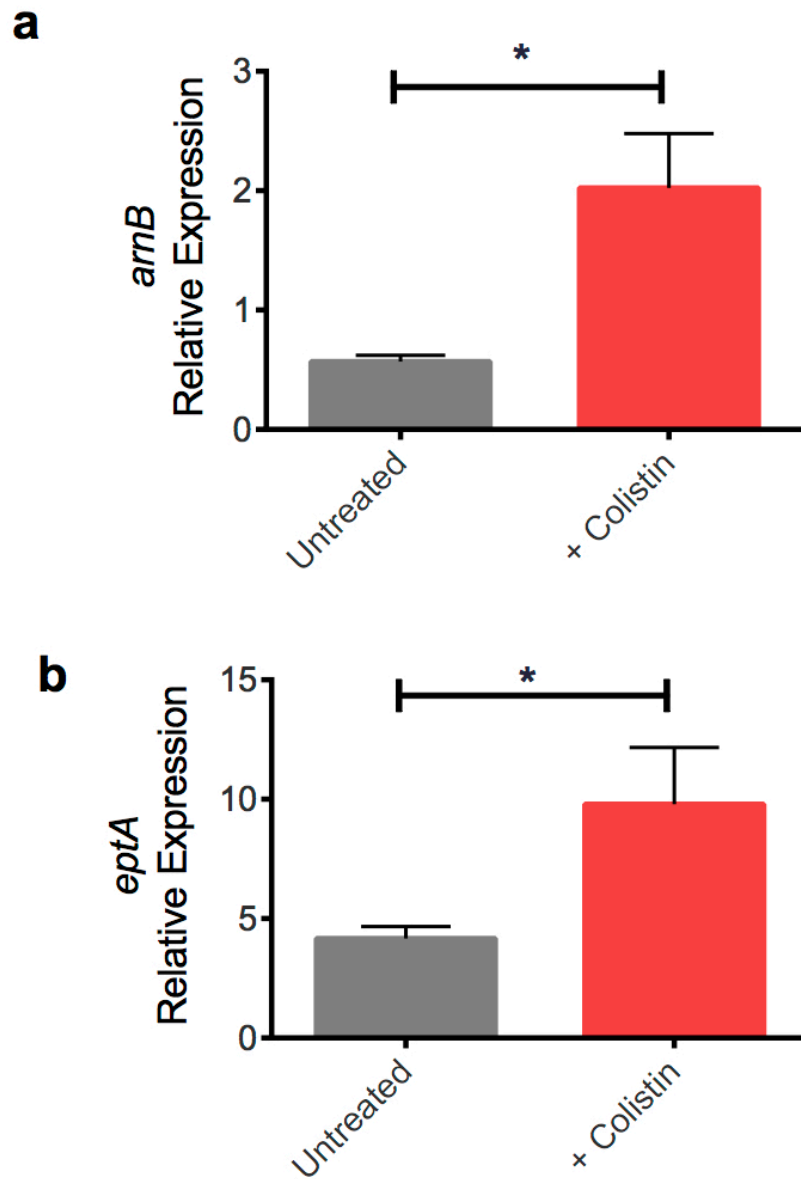 a
*
3
2
1
0
arnB
Relative Expression
Untreated
+ Colistin
b
*
15
10
5
0
eptA
Relative Expression
Untreated
+ Colistin